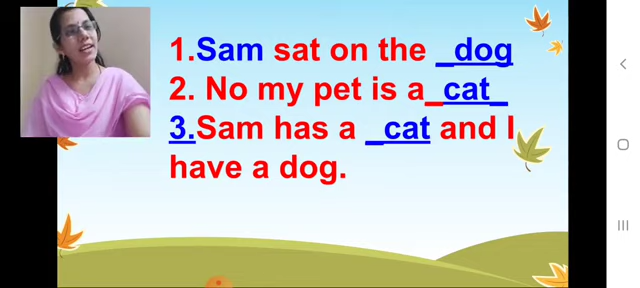 1.Sam sat on the _dog
2. No my pet is a_cat_
3.Sam has a _cat and I
have a dog.